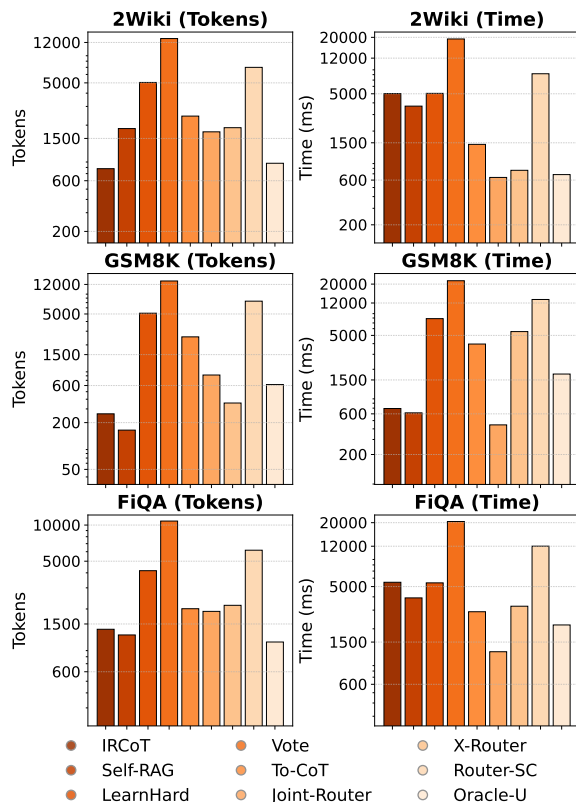 2Wiki (Tokens)
12000
5000
1500
600
200
Tokens
2Wiki (Time)
20000
12000
5000
1500
600
200
Time (ms)
GSM8K (Tokens)
12000
5000
1500
600
200
50
Tokens
GSM8K (Time)
20000
12000
5000
1500
600
200
Time (ms)
FiQA (Tokens)
10000
5000
1500
600
Tokens
FiQA (Time)
20000
12000
5000
1500
600
Time (ms)
IRCoT
Self-RAG
LearnHard
Vote
To-CoT
Joint-Router
X-Router
Router-SC
Oracle-U